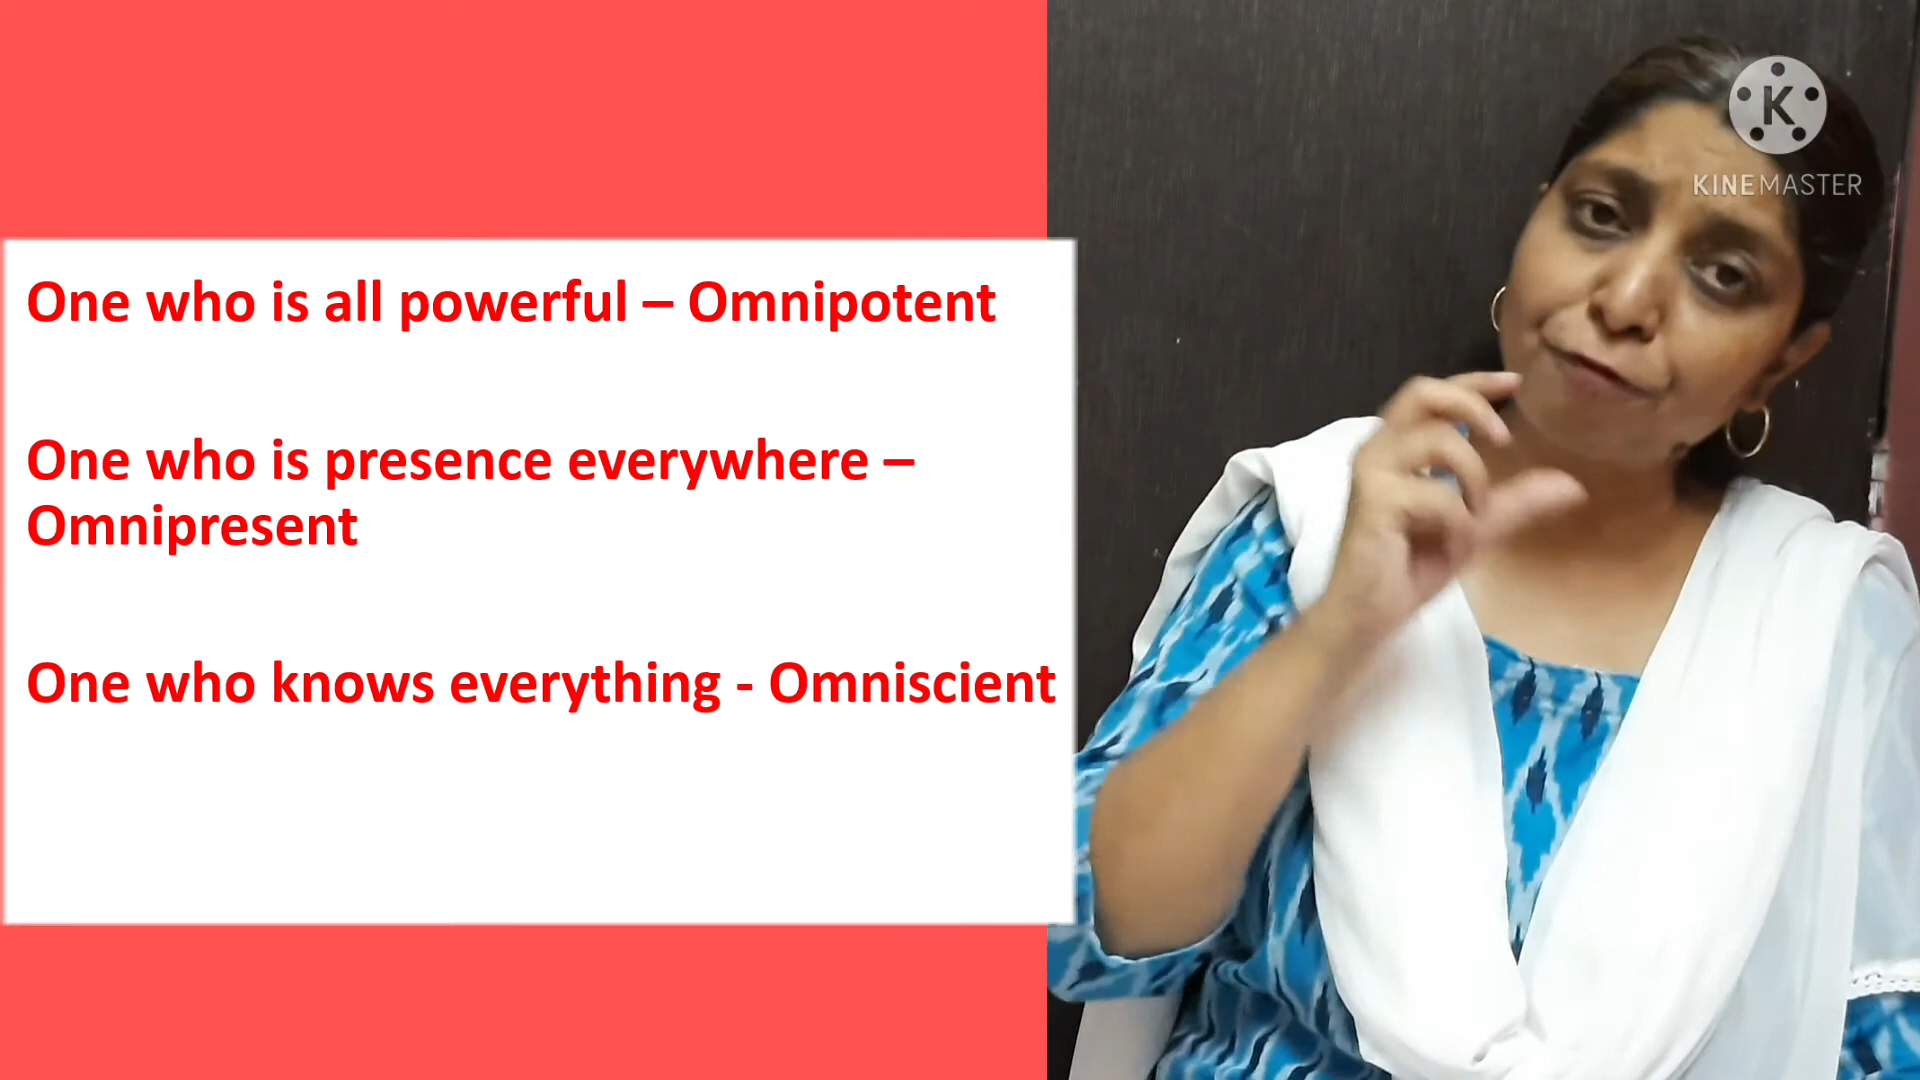 One who is all powerful – Omnipotent
One who is presence everywhere –
Omnipresent
One who knows everything - Omniscient
K
KINEMASTER